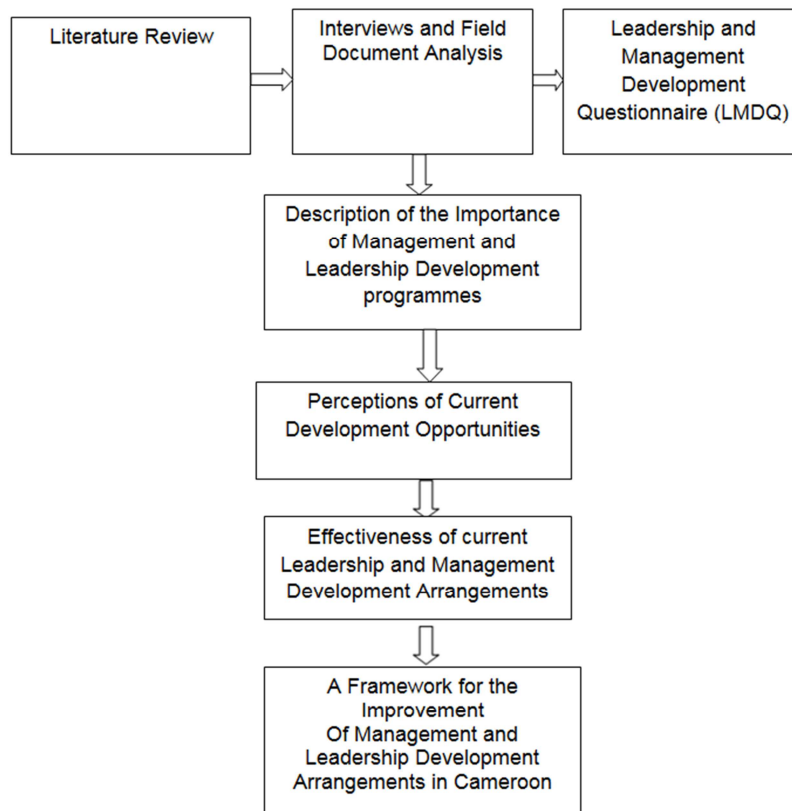 Literature Review
Interviews and Field
Document Analysis
Leadership and
Management
Development
Questionnaire (LMDQ)
Description of the Importance
of Management and
Leadership Development
programmes
Perceptions of Current
Development Opportunities
Effectiveness of current
Leadership and Management
Development Arrangements
A Framework for the
Improvement
Of Management and
Leadership Development
Arrangements in Cameroon